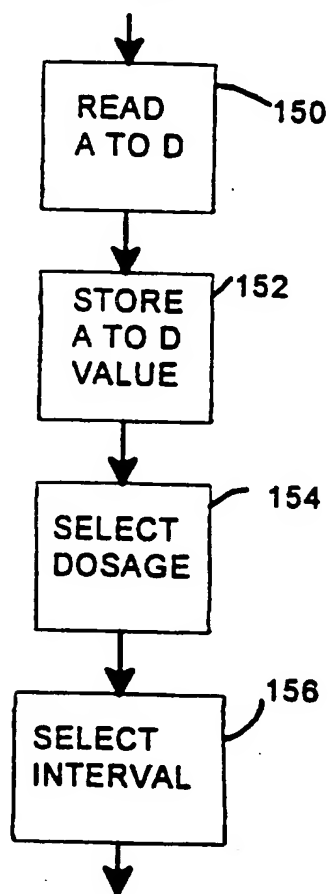 READ
A TO D
150
STORE
A TO D
VALUE
152
SELECT
DOSAGE
154
SELECT
INTERVAL
156